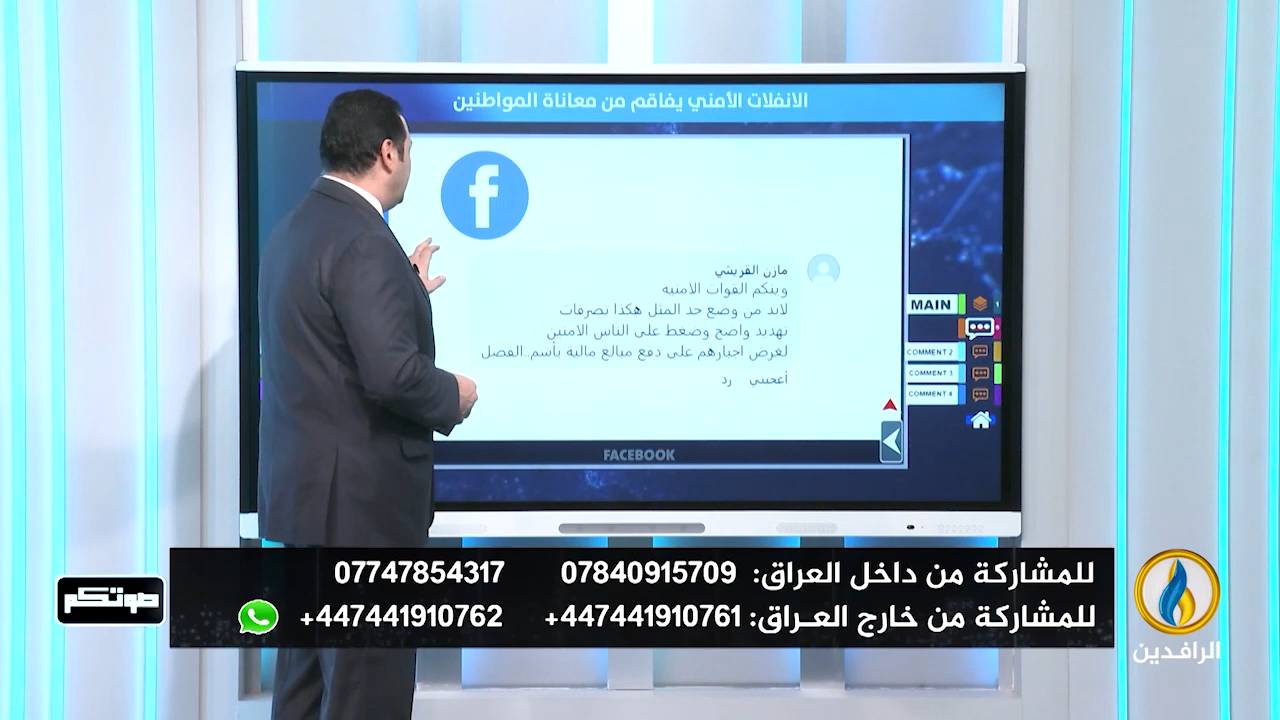 الانفلات الأمني يفاقم من معاناة المواطنين
مازن القريشي
وينكم القوات الامنيه
لابد من وضع حد المثل هكذا تصرفات
تهديد واضح وضغط على الناس الامنين
لغرض اجبارهم على دفع مبالغ مالية بأسم..الفصل
أعجبني رد
FACEBOOK
MAIN
COMMENT 2
COMMENT 3
COMMENT 4
للمشاركة من داخل العراق: 07840915709 07747854317
للمشاركة من خارج العـراق: 447441910761+ 447441910762+
صوتكم
الرافدين